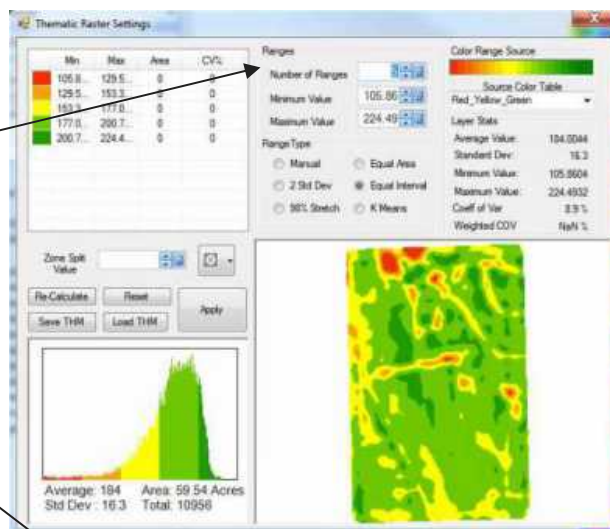 Thematic Raster Settings
Min Max Area CV%
105.8... 129.5... 0 0
129.5... 153.3... 0 0
153.3... 177.0... 0 0
177.0... 200.7... 0 0
200.7... 224.4... 0 0
Zone Split
Value
Re-Calculate Reset
Save THM Load THM
Apply
Average: 184 Area: 59.54 Acres
Std Dev : 16.3 Total: 10956
Ranges
Number of Ranges
Minimum Value 105.86
Maximum Value 224.49
Range Type
Manual Equal Area
2 Std Dev Equal Interval
98% Stretch K Means
Color Range Source
Source Color Table
Red_Yellow_Green
Layer Stats
Average Value: 184.0044
Standard Dev: 16.3
Minimum Value: 105.8604
Maximum Value: 224.4932
Coeff of Var 8.9 %
Weighted COV NaN %